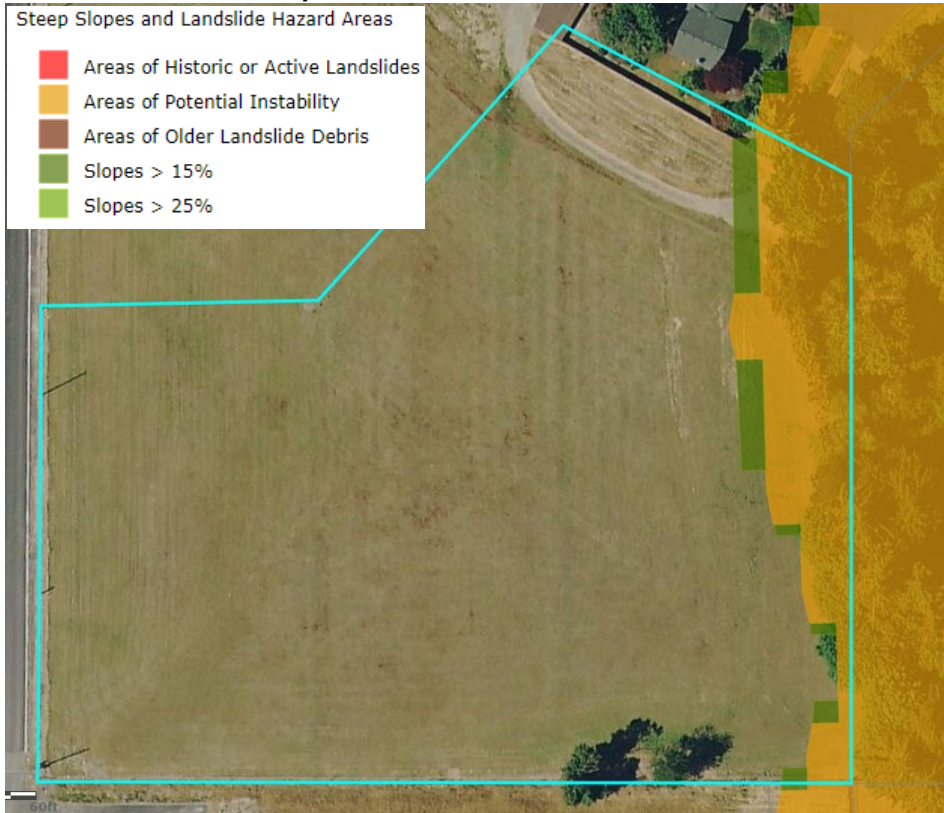 Steep Slopes and Landslide Hazard Areas
Areas of Historic or Active Landslides
Areas of Potential Instability
Areas of Older Landslide Debris
Slopes > 15%
Slopes > 25%
60ft